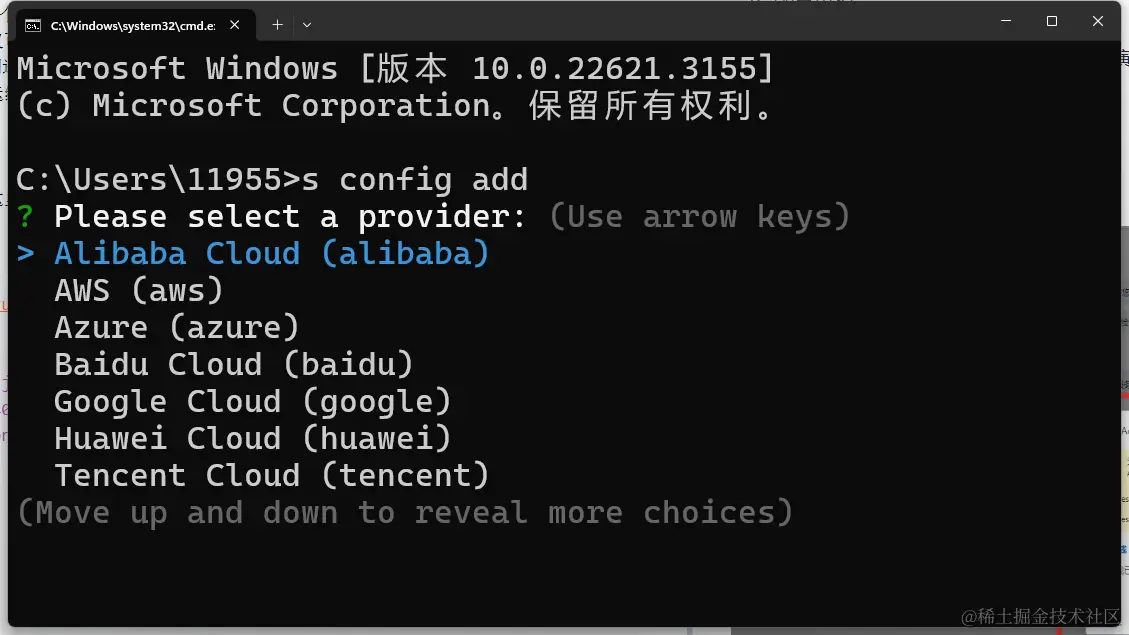 C:\Windows\system32\cmd.e:
Microsoft Windows [版本 10.0.22621.3155]
(c) Microsoft Corporation。保留所有权利。
C:\Users\11955>s config add
? Please select a provider: (Use arrow keys)
> Alibaba Cloud (alibaba)
AWS (aws)
Azure (azure)
Baidu Cloud (baidu)
Google Cloud (google)
Huawei Cloud (huawei)
Tencent Cloud (tencent)
(Move up and down to reveal more choices)
@稀土掘金技术社区